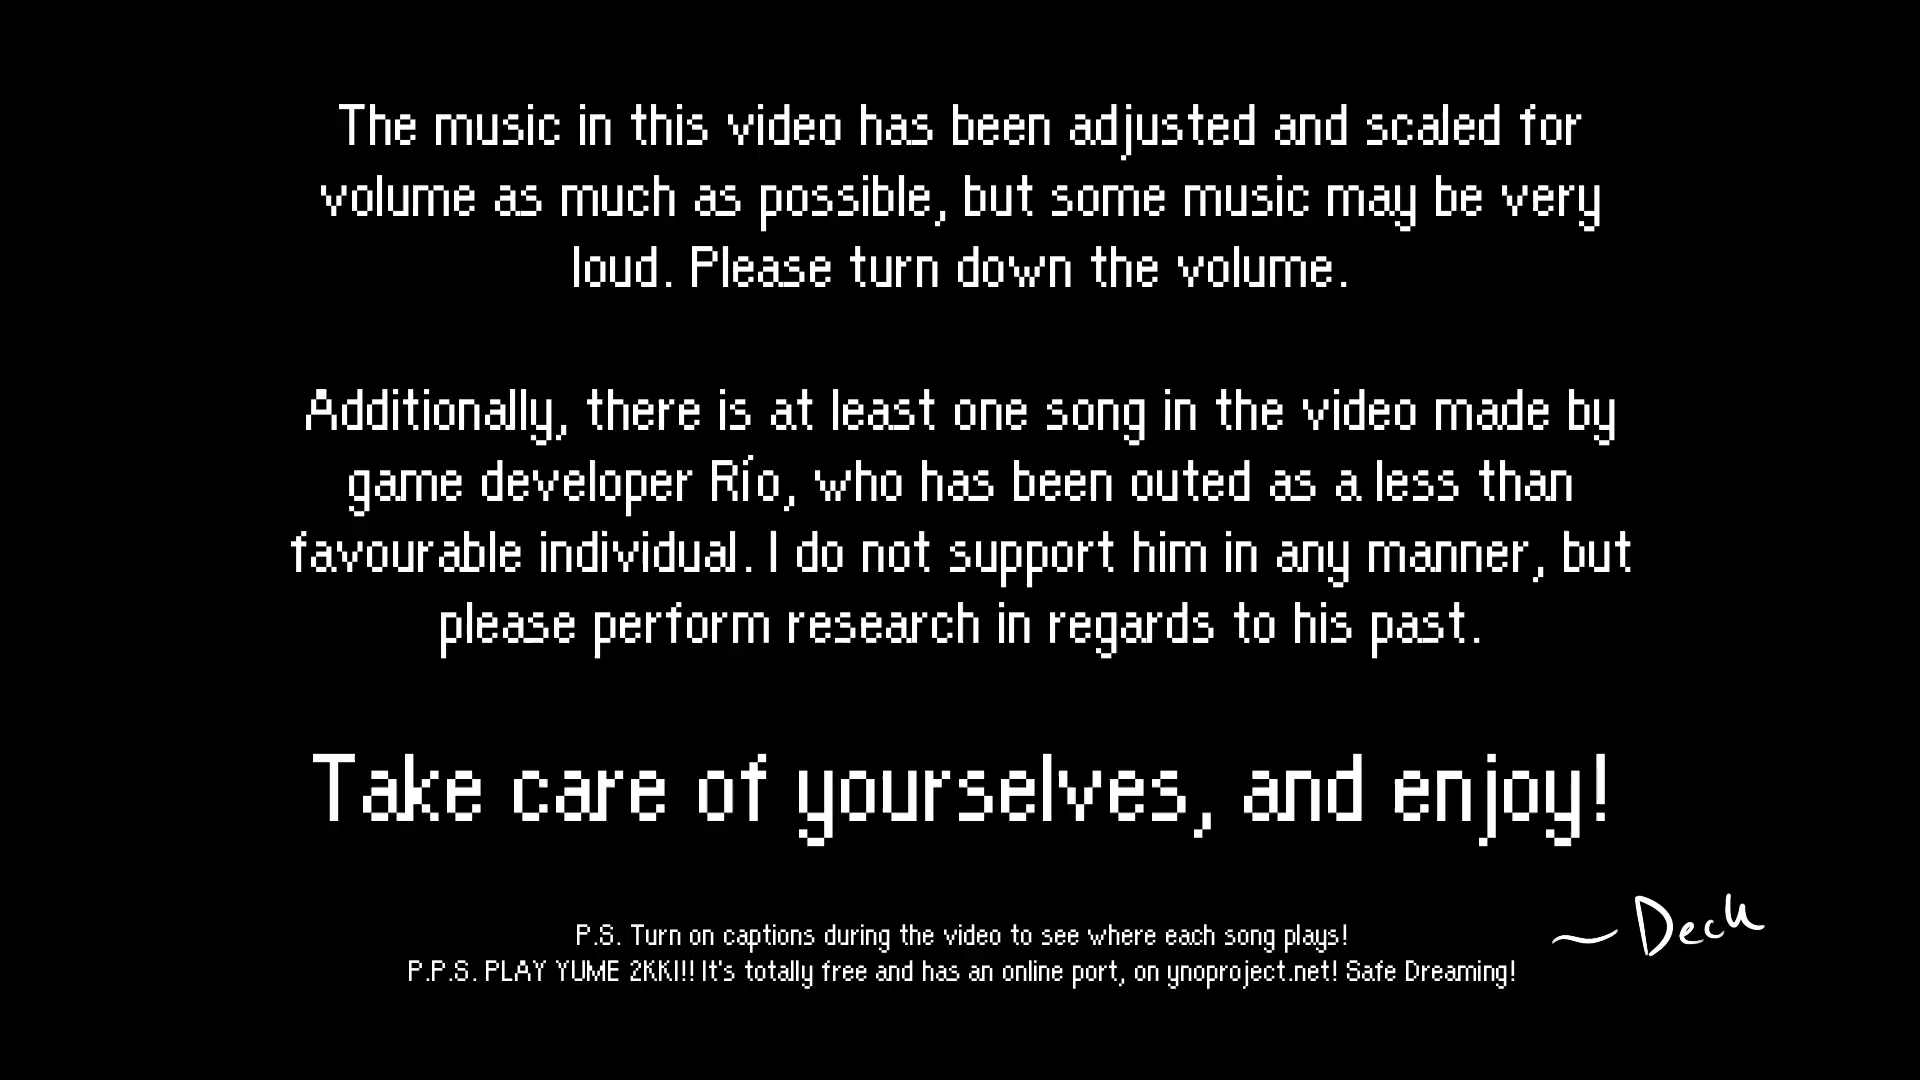 The music in this video has been adjusted and scaled for
volume as much as possible, but some music may be very
loud. Please turn down the volume.
Additionally, there is at least one song in the video made by
game developer Río, who has been outed as a less than
favourable individual. I do not support him in any manner, but
please perform research in regards to his past.
Take care of yourselves, and enjoy!
~ Deck
P.S. Turn on captions during the video to see where each song plays!
P.P.S. PLAY YUME 2KKI!! It's totally free and has an online port, on ynoproject.net! Safe Dreaming!